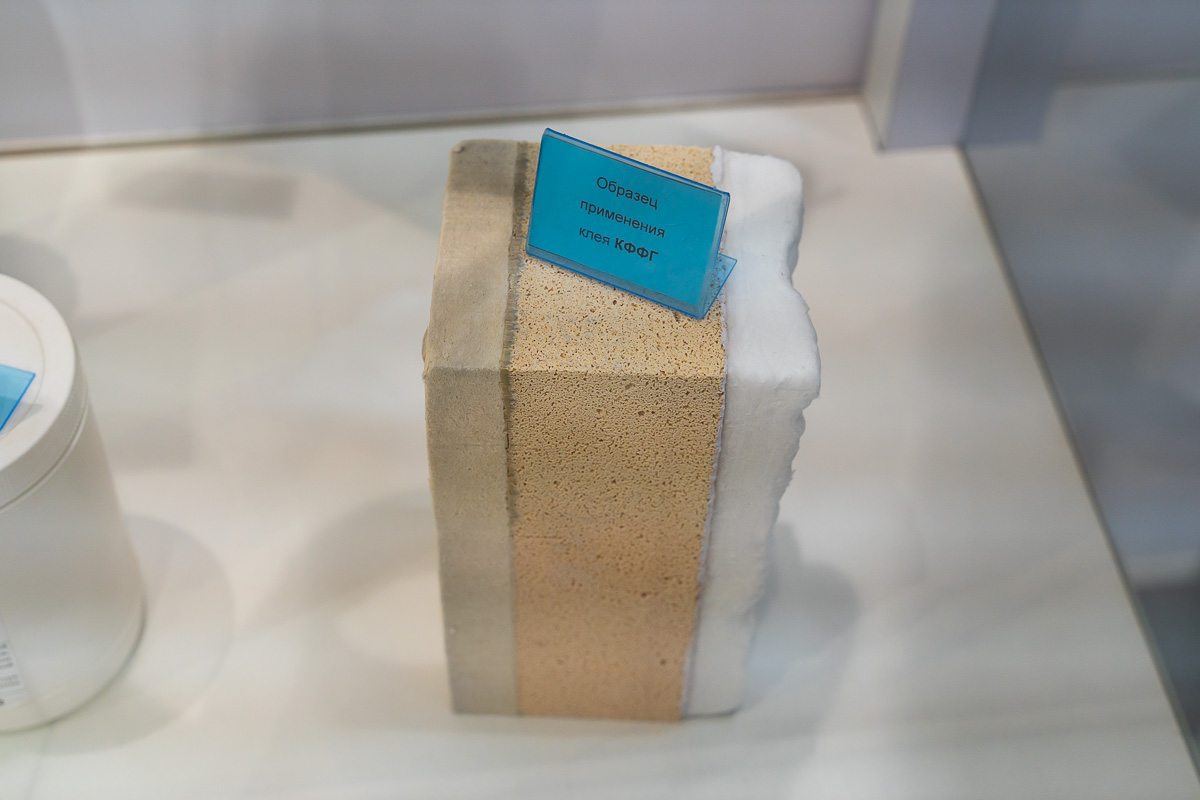 Образец
применения
клея КФФГ